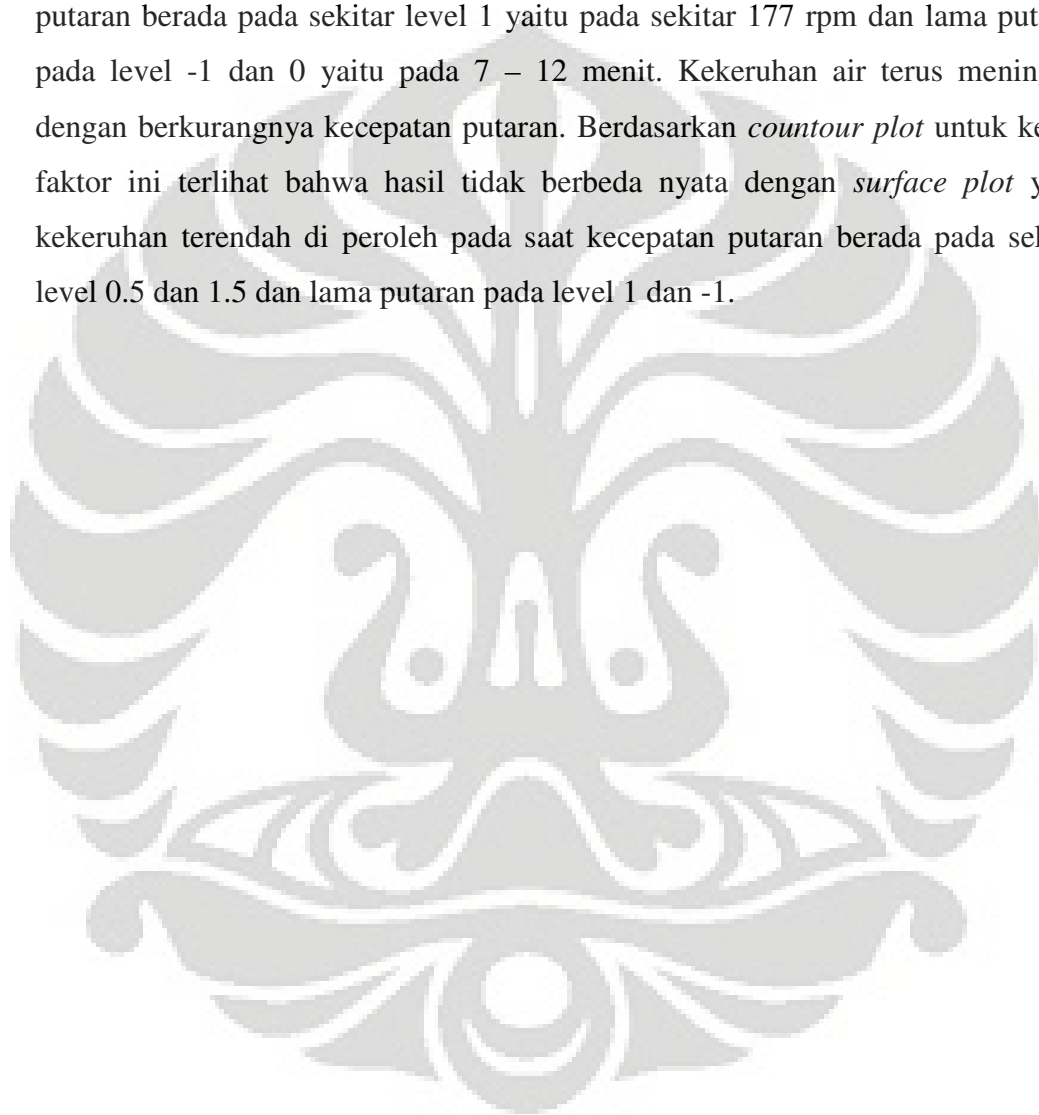 putaran berada pada sekitar level 1 yaitu pada sekitar 177 rpm dan lama put
pada level -1 dan 0 yaitu pada 7 – 12 menit. Kekeruhan air terus mening
dengan berkurangnya kecepatan putaran. Berdasarkan countour plot untuk ke
faktor ini terlihat bahwa hasil tidak berbeda nyata dengan surface plot y
kekeruhan terendah di peroleh pada saat kecepatan putaran berada pada sek
level 0.5 dan 1.5 dan lama putaran pada level 1 dan -1.